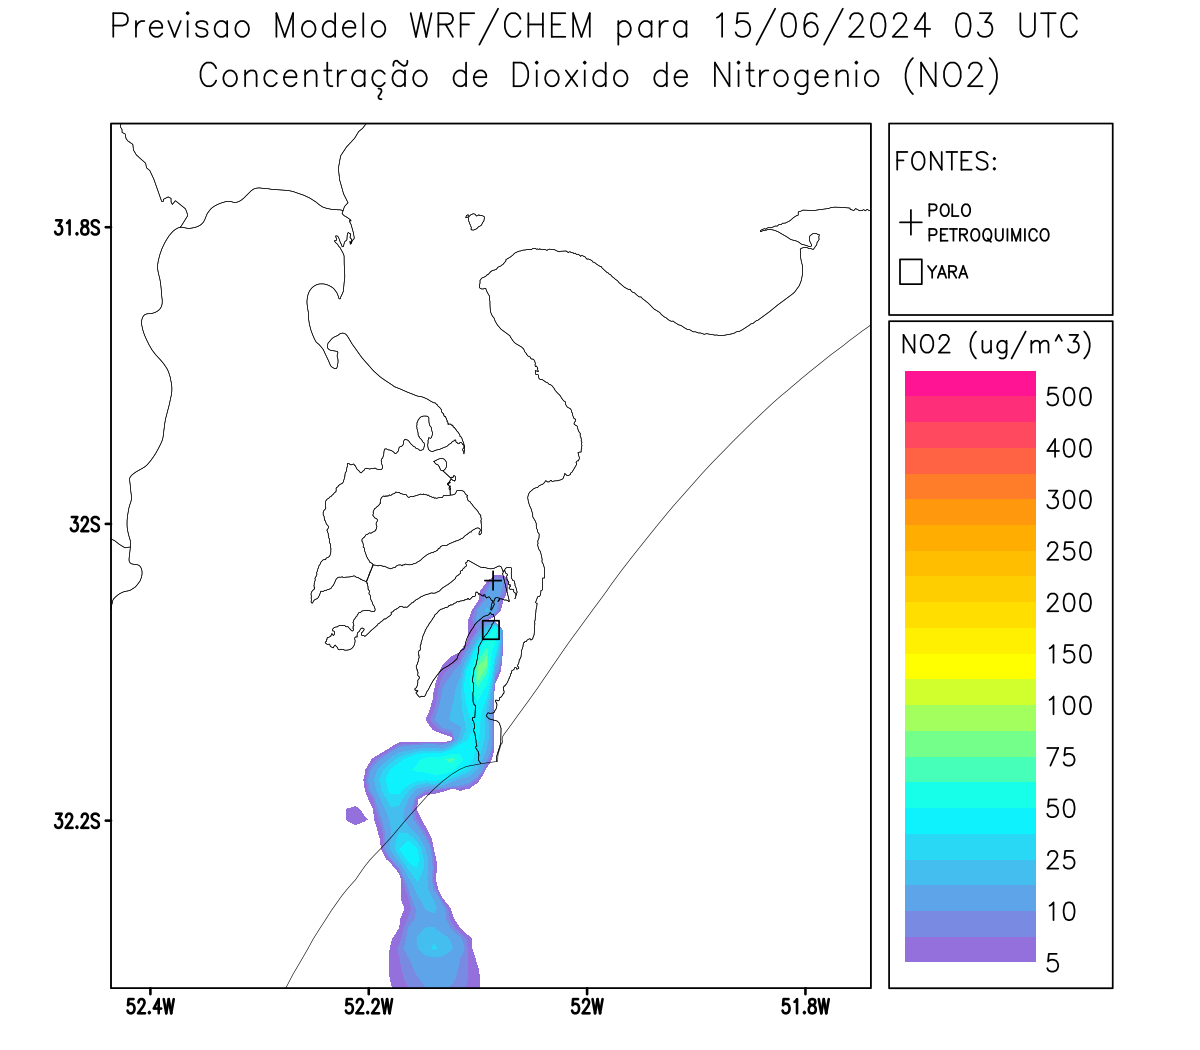 Previsao Modelo WRF/CHEM para 15/06/2024 03 UTC
Concentração de Dioxido de Nitrogenio (NO2)
FONTES:
POLO
PETROQUIMICO
YARA
NO2 (ug/m^3)
500
400
300
250
200
150
100
75
50
25
10
5
31.8S
32S
32.2S
52.4W
52.2W
52W
51.8W